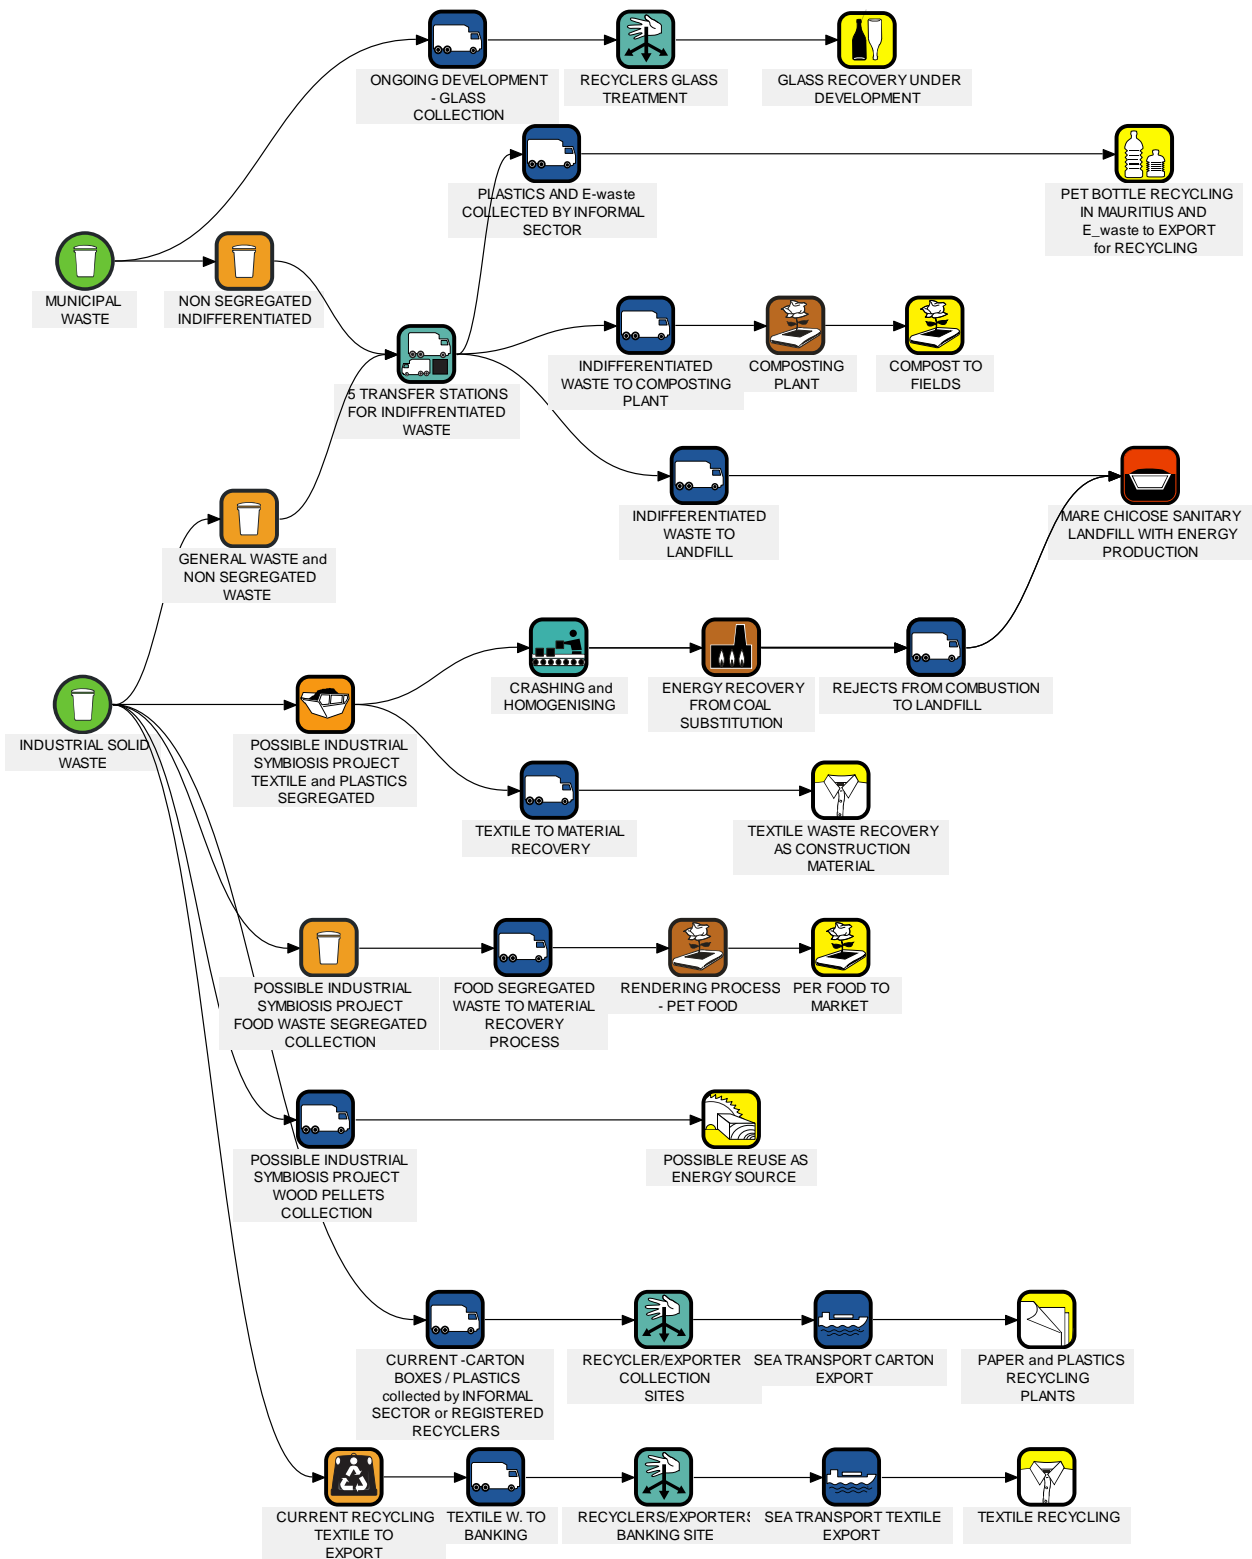 ONGOING DEVELOPMENT
- GLASS
COLLECTION
RECYCLERS GLASS
TREATMENT
GLASS RECOVERY UNDER
DEVELOPMENT
PLASTICS AND E-waste
COLLECTED BY INFORMAL
SECTOR
PET BOTTLE RECYCLING
IN MAURITIUS AND
E_waste to EXPORT
for RECYCLING
MUNICIPAL
WASTE
NON SEGREGATED
INDIFFERENTIATED
5 TRANSFER STATIONS
FOR INDIFFRENTIATED
WASTE
INDIFFERENTIATED
WASTE TO COMPOSTING
PLANT
COMPOSTING
PLANT
COMPOST TO
FIELDS
INDIFFERENTIATED
WASTE TO
LANDFILL
MARE CHICOSE SANITARY
LANDFILL WITH ENERGY
PRODUCTION
GENERAL WASTE and
NON SEGREGATED
WASTE
INDUSTRIAL SOLID
WASTE
POSSIBLE INDUSTRIAL
SYMBIOSIS PROJECT
TEXTILE and PLASTICS
SEGREGATED
CRASHING and
HOMOGENISING
ENERGY RECOVERY
FROM COAL
SUBSTITUTION
REJECTS FROM COMBUSTION
TO LANDFILL
TEXTILE TO MATERIAL
RECOVERY
TEXTILE WASTE RECOVERY
AS CONSTRUCTION
MATERIAL
POSSIBLE INDUSTRIAL
SYMBIOSIS PROJECT
FOOD WASTE SEGREGATED
COLLECTION
FOOD SEGREGATED
WASTE TO MATERIAL
RECOVERY
PROCESS
RENDERING PROCESS
- PET FOOD
PER FOOD TO
MARKET
POSSIBLE INDUSTRIAL
SYMBIOSIS PROJECT
WOOD PELLETS
COLLECTION
POSSIBLE REUSE AS
ENERGY SOURCE
CURRENT -CARTON
BOXES / PLASTICS
collected by INFORMAL
SECTOR or REGISTERED
RECYCLERS
RECYCLER/EXPORTER
COLLECTION
SITES
SEA TRANSPORT CARTON
EXPORT
PAPER and PLASTICS
RECYCLING
PLANTS
CURRENT RECYCLING
TEXTILE TO
EXPORT
TEXTILE W. TO
BANKING
RECYCLERS/EXPORTERS
BANKING SITE
SEA TRANSPORT TEXTILE
EXPORT
TEXTILE RECYCLING